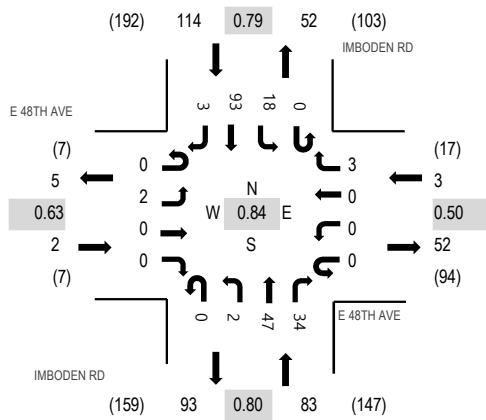 (192) 114 0.79 52 (103)
IMBODEN RD
3 93 18 0
E 48TH AVE
(7) 0 3 (17)
5 2 N 0 3
0.63 0 W 0.84 E 0 0.50
2 0 S 0 52
(7) (94)
0 2 47 34
E 48TH AVE
IMBODEN RD
(159) 93 0.80 83 (147)